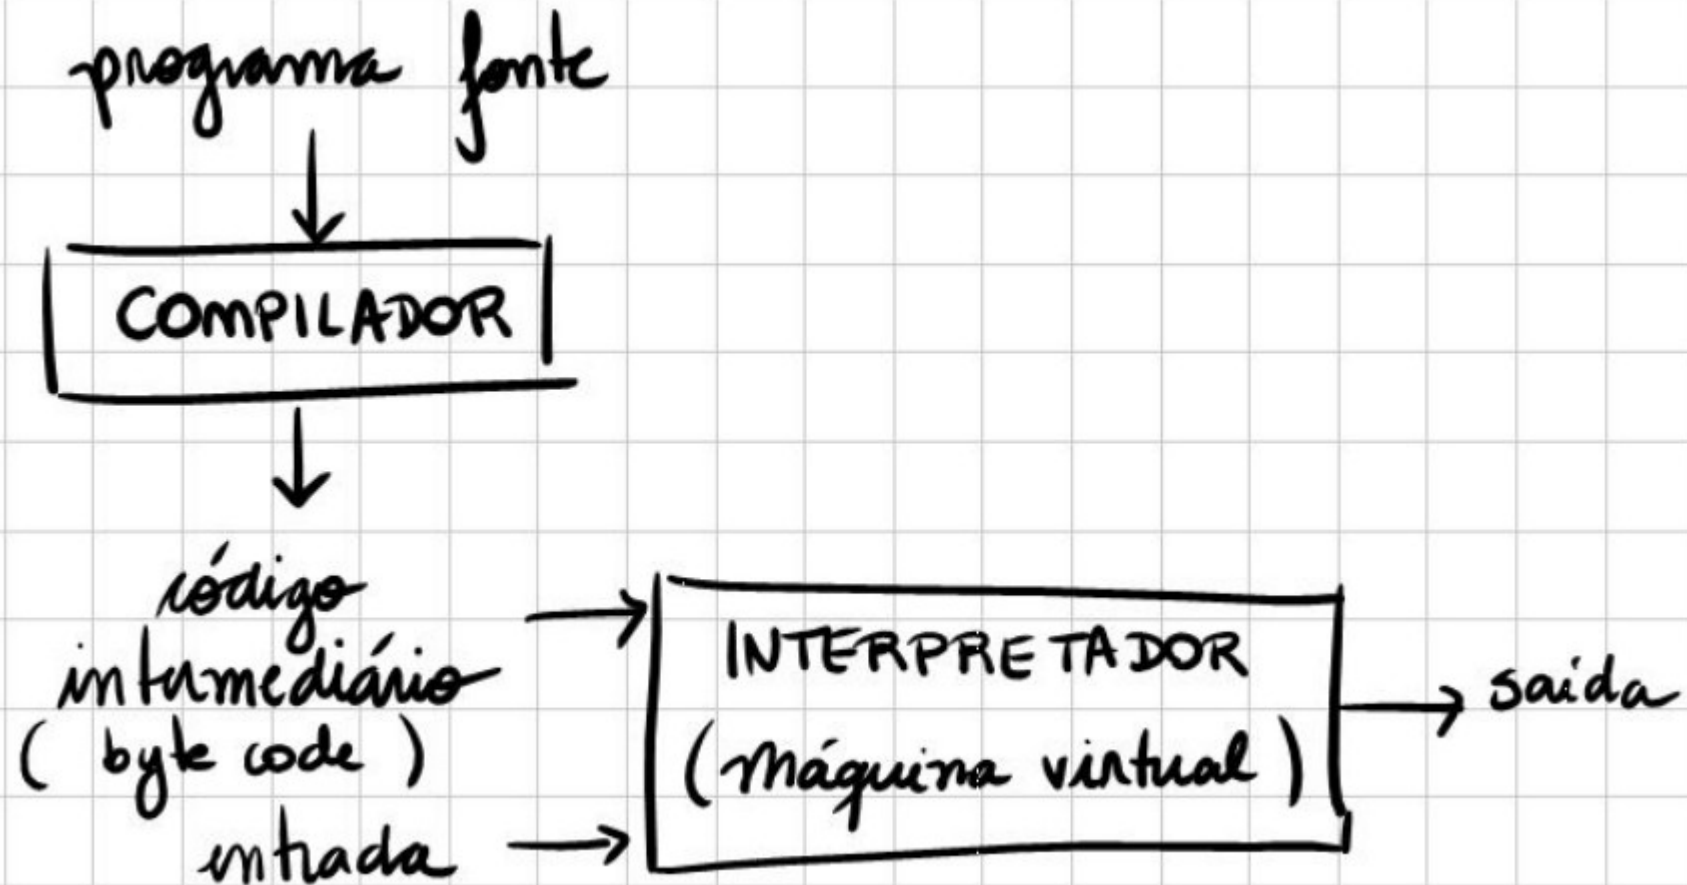 programa fonte
COMPILADOR
código
intermediário
(byte code)
entrada
INTERPRETADOR
(máquina virtual)
saída